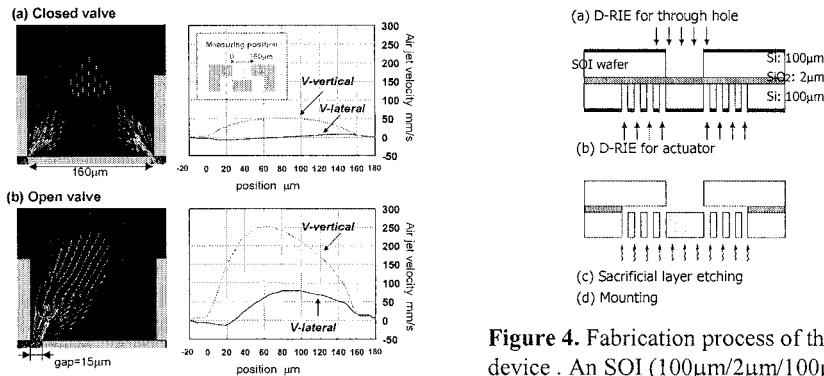 (a) Closed valve
160μm
300
250
200
150
100
50
0
-50
Air jet velocity mm/s
Measuring position
0 160μm
V-vertical
V-lateral
-20 0 20 40 60 80 100 120 140 160 180
position μm
(b) Open valve
gap=15μm
300
250
200
150
100
50
0
-50
Air jet velocity mm/s
V-vertical
V-lateral
-20 0 20 40 60 80 100 120 140 160 180
position μm
(a) D-RIE for through hole
SOI wafer
Si: 100μm
SiO2: 2μm
Si: 100μm
(b) D-RIE for actuator
(c) Sacrificial layer etching
(d) Mounting
Figure 4. Fabrication process of th
device . An SOI (100μm/2μm/100μ